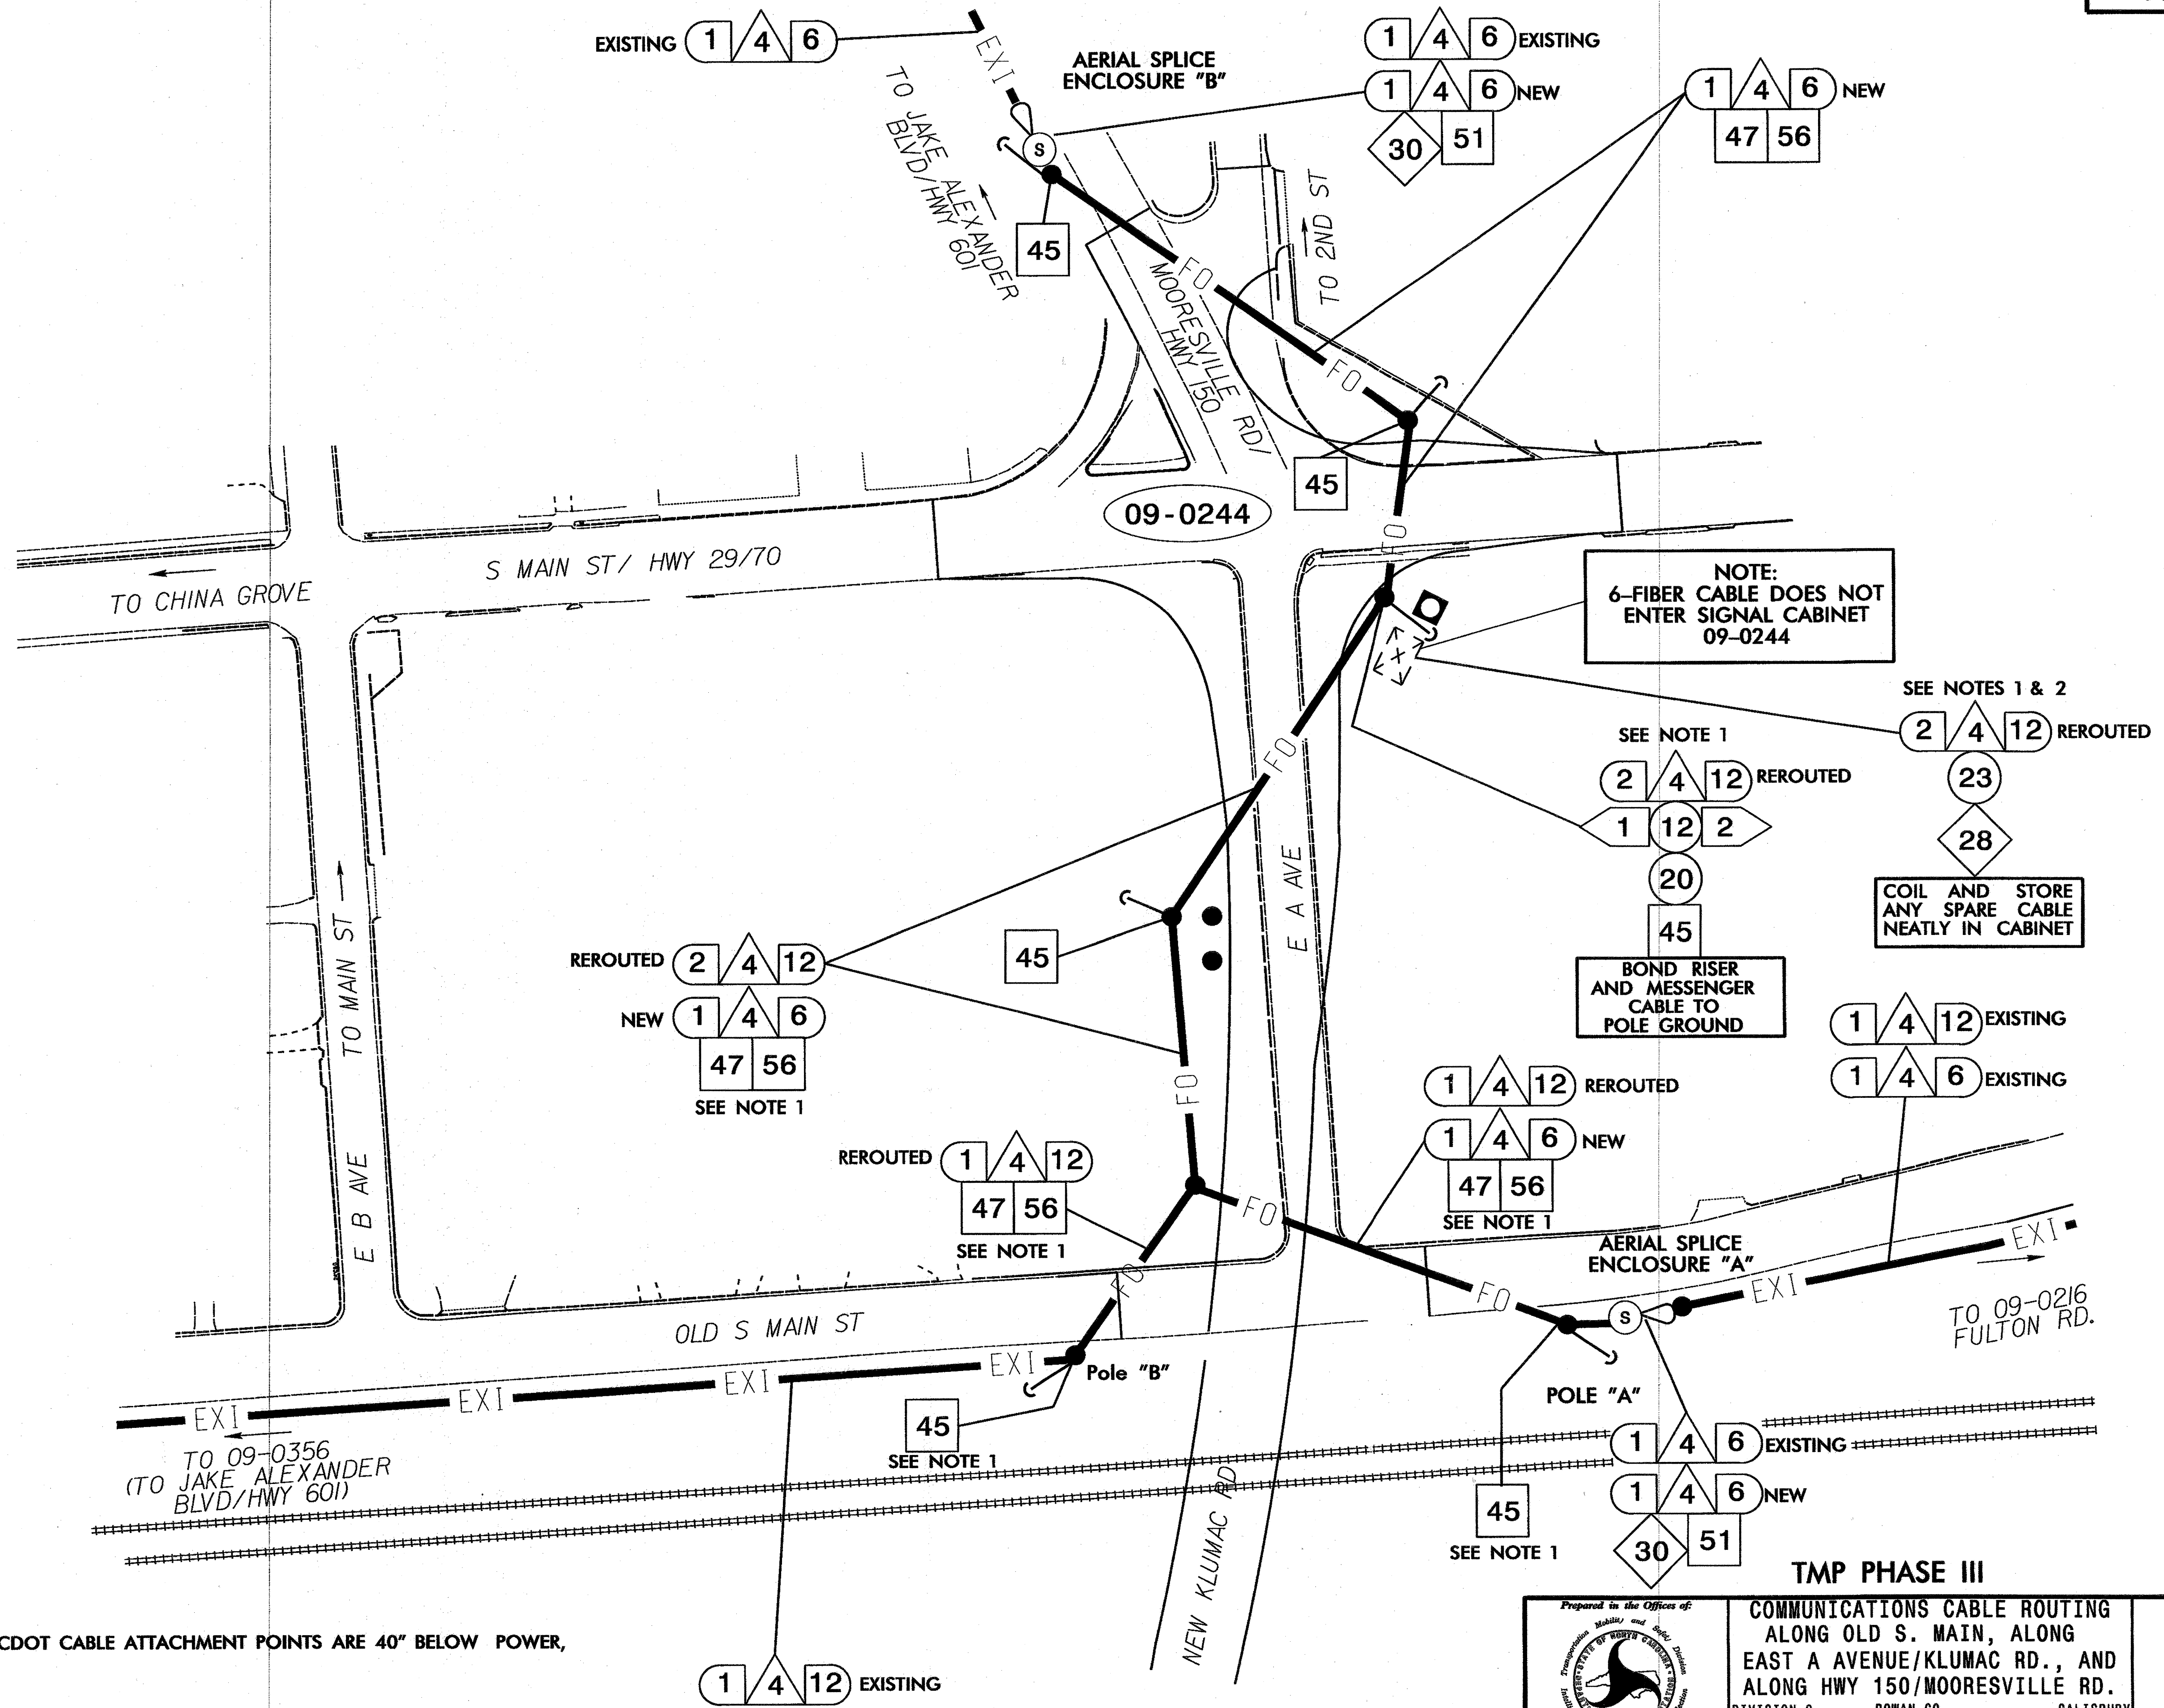 EXISTING 1 4 6
EXI
AERIAL SPLICE
ENCLOSURE "B"
1 4 6 EXISTING
1 4 6 NEW
30 51
1 4 6 NEW
47 56
TO JAKE ALEXANDER
BLVD/HWY 601
S
45
FO
MOORESVILLE RD/
HWY 150
TO 2ND ST
FO
45
09-0244
FO
S MAIN ST/ HWY 29/70
TO CHINA GROVE
NOTE:
6-FIBER CABLE DOES NOT
ENTER SIGNAL CABINET
09-0244
SEE NOTES 1 & 2
2 4 12 REROUTED
23
28
COIL AND STORE
ANY SPARE CABLE
NEATLY IN CABINET
SEE NOTE 1
2 4 12 REROUTED
1 12 2
20
45
BOND RISER
AND MESSENGER
CABLE TO
POLE GROUND
FO
E A AVE
TO MAIN ST
E B AVE
45
REROUTED 2 4 12
NEW 1 4 6
47 56
SEE NOTE 1
FO
1 4 12 EXISTING
1 4 6 EXISTING
1 4 12 REROUTED
1 4 6 NEW
47 56
SEE NOTE 1
REROUTED 1 4 12
47 56
SEE NOTE 1
FO
FO
FO
AERIAL SPLICE
ENCLOSURE "A"
S
EXI
EXI
TO 09-0216
FULTON RD.
OLD S MAIN ST
EXI
EXI
EXI
EXI
Pole "B"
POLE "A"
45
SEE NOTE 1
TO 09-0356
(TO JAKE ALEXANDER
BLVD/HWY 601)
1 4 6 EXISTING
1 4 6 NEW
30 51
45
SEE NOTE 1
NEW KLUMAC RD
TMP PHASE III
CDOT CABLE ATTACHMENT POINTS ARE 40" BELOW POWER,
1 4 12 EXISTING
Prepared in the Offices of:
Transportation Mobility and Safety Division
STATE OF NORTH CAROLINA
COMMUNICATIONS CABLE ROUTING
ALONG OLD S. MAIN, ALONG
EAST A AVENUE/KLUMAC RD., AND
ALONG HWY 150/MOORESVILLE RD.